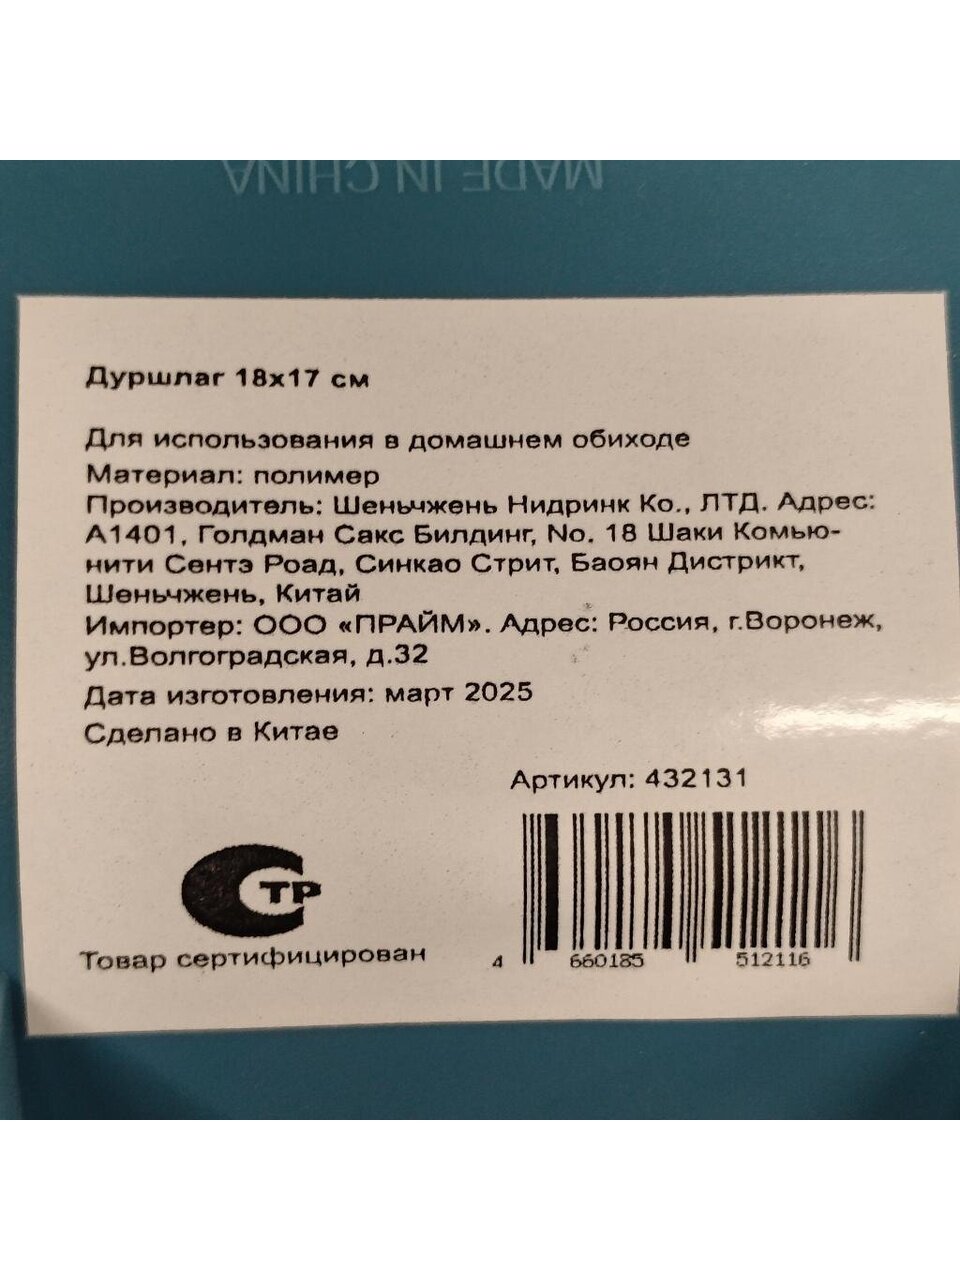 MADE IN CHINA
Дуршлаг 18х17 см
Для использования в домашнем обиходе
Материал: полимер
Производитель: Шеньчжень Нидринк Ко., ЛТД. Адрес:
А1401, Голдман Сакс Билдинг, No. 18 Шаки Комью-
нити Сентэ Роад, Синкао Стрит, Баоян Дистрикт,
Шеньчжень, Китай
Импортер: ООО «ПРАЙМ». Адрес: Россия, г.Воронеж,
ул.Волгоградская, д.32
Дата изготовления: март 2025
Сделано в Китае
Артикул: 432131
СТР
Товар сертифицирован
4 660185 512116